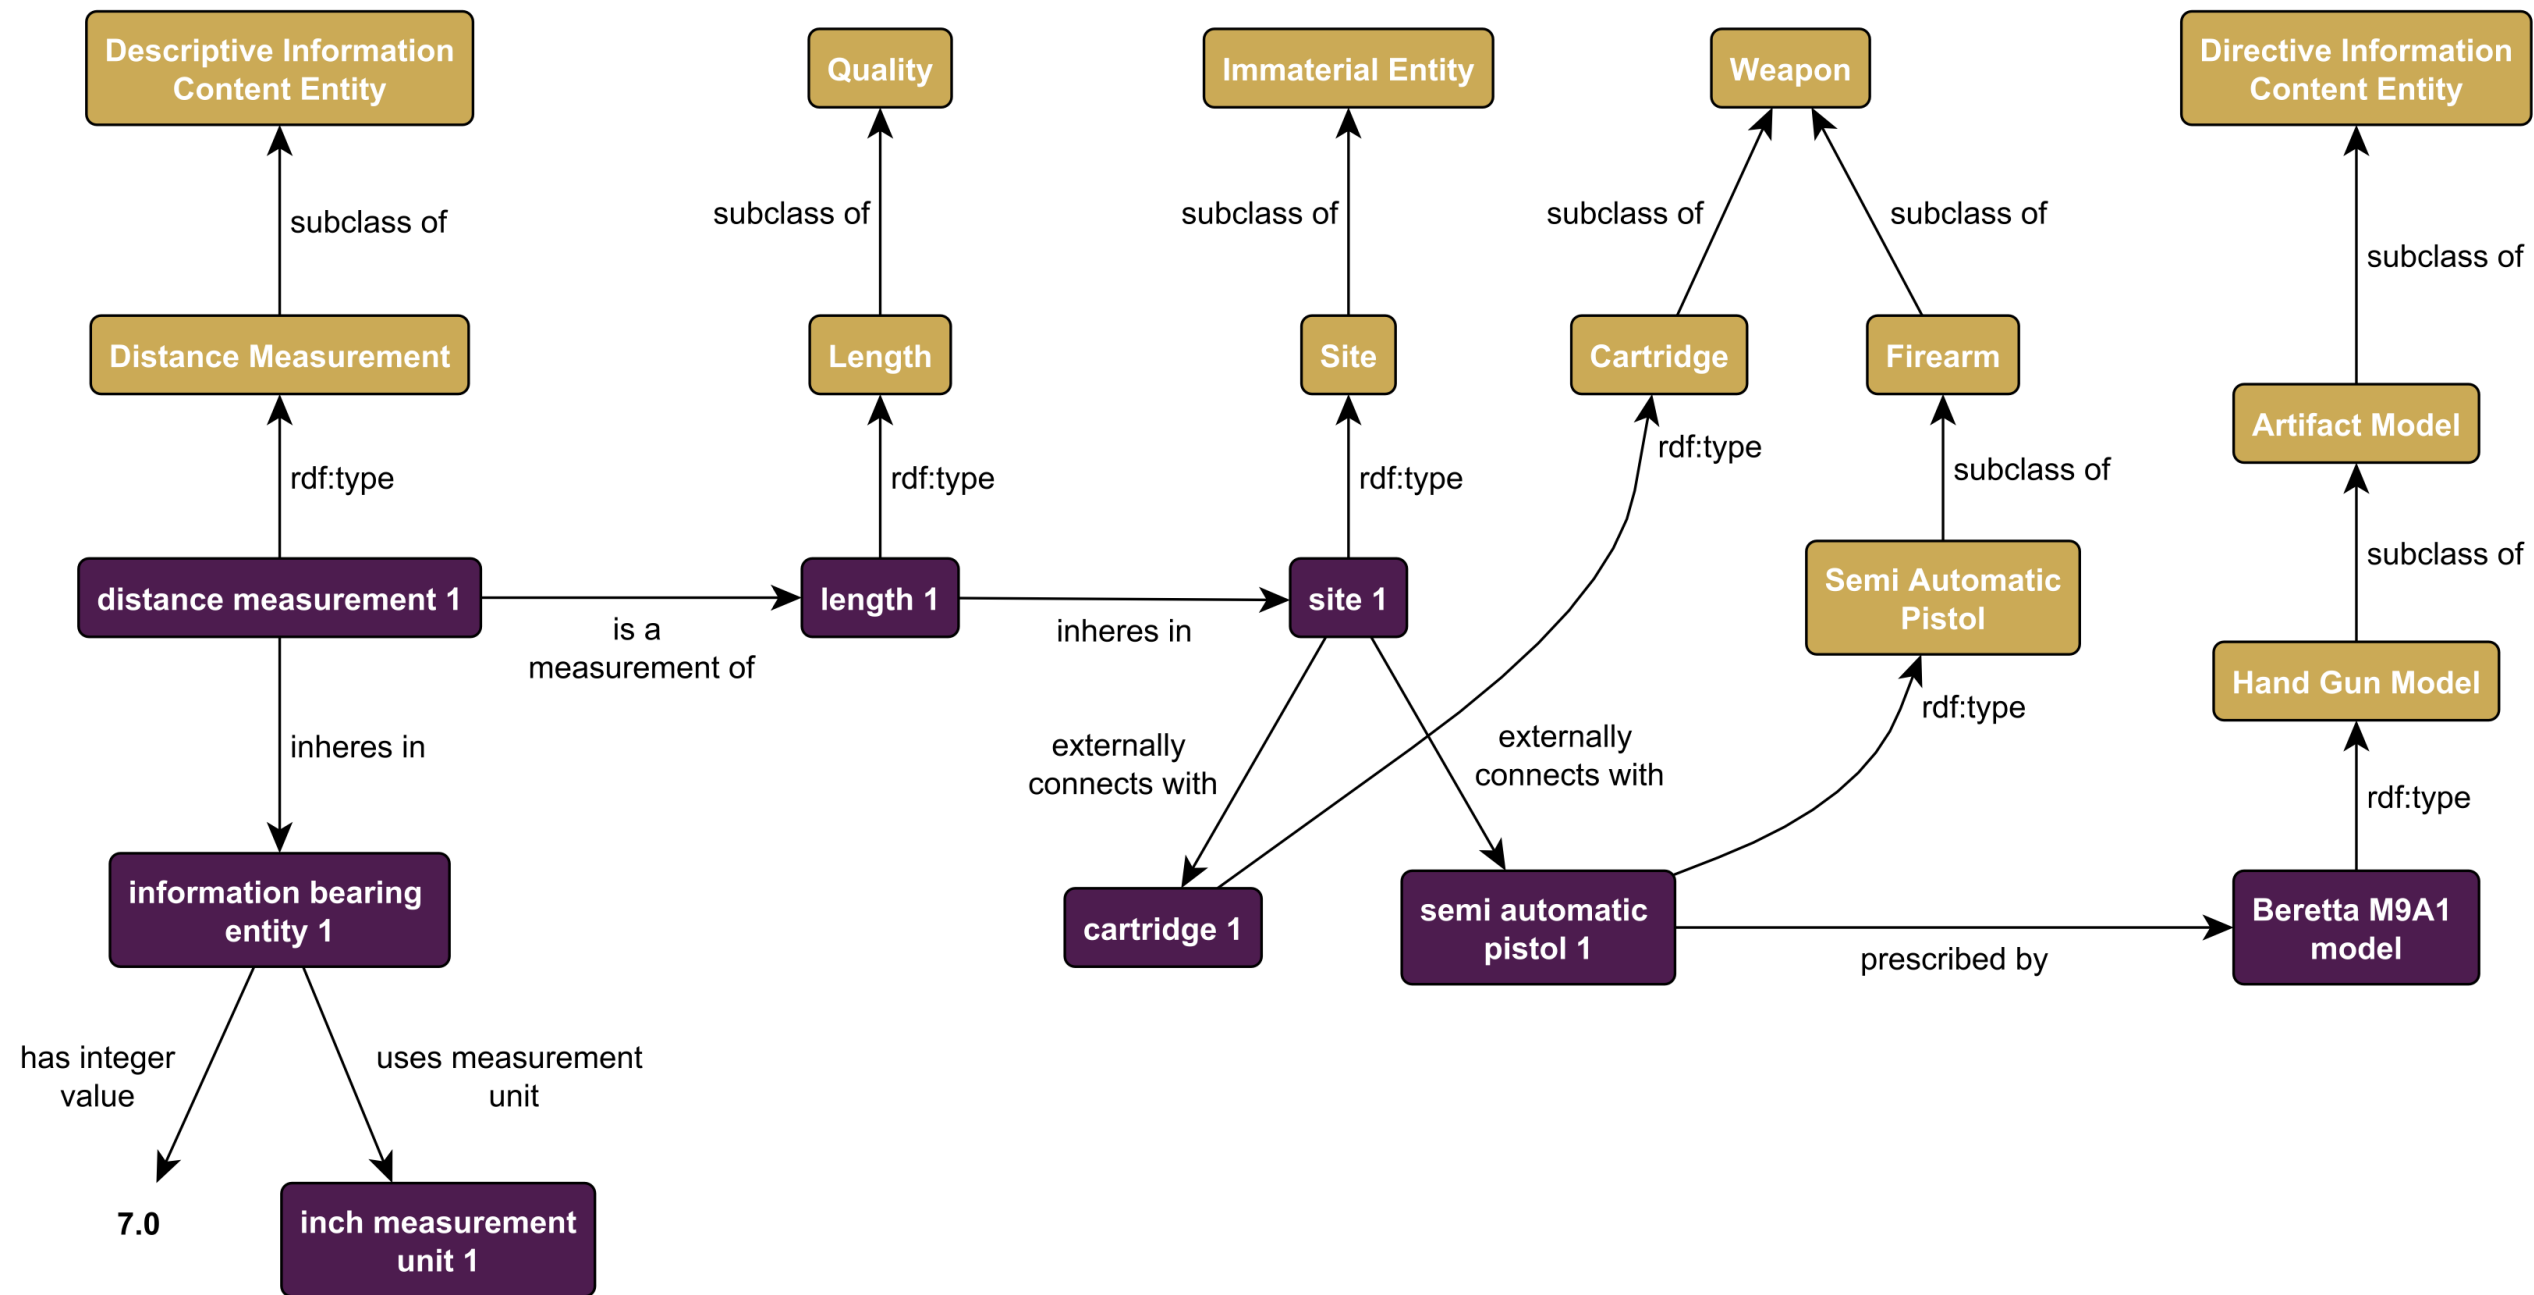 Descriptive Information
Content Entity
Quality
Immaterial Entity
Weapon
Directive Information
Content Entity
subclass of
subclass of
subclass of
subclass of
subclass of
subclass of
Distance Measurement
Length
Site
Cartridge
Firearm
Artifact Model
rdf:type
rdf:type
rdf:type
rdf:type
subclass of
subclass of
distance measurement 1
length 1
site 1
Semi Automatic
Pistol
Hand Gun Model
is a
measurement of
inheres in
inheres in
externally
connects with
externally
connects with
rdf:type
rdf:type
information bearing
entity 1
cartridge 1
semi automatic
pistol 1
prescribed by
Beretta M9A1
model
has integer
value
uses measurement
unit
7.0
inch measurement
unit 1